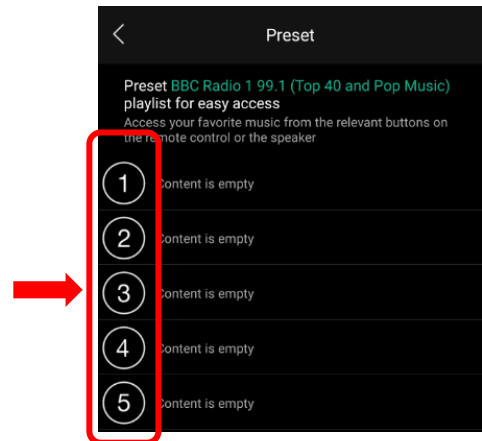 Preset
Preset BBC Radio 1 99.1 (Top 40 and Pop Music)
playlist for easy access
Access your favorite music from the relevant buttons on
the remote control or the speaker
1 Content is empty
2 Content is empty
3 Content is empty
4 Content is empty
5 Content is empty